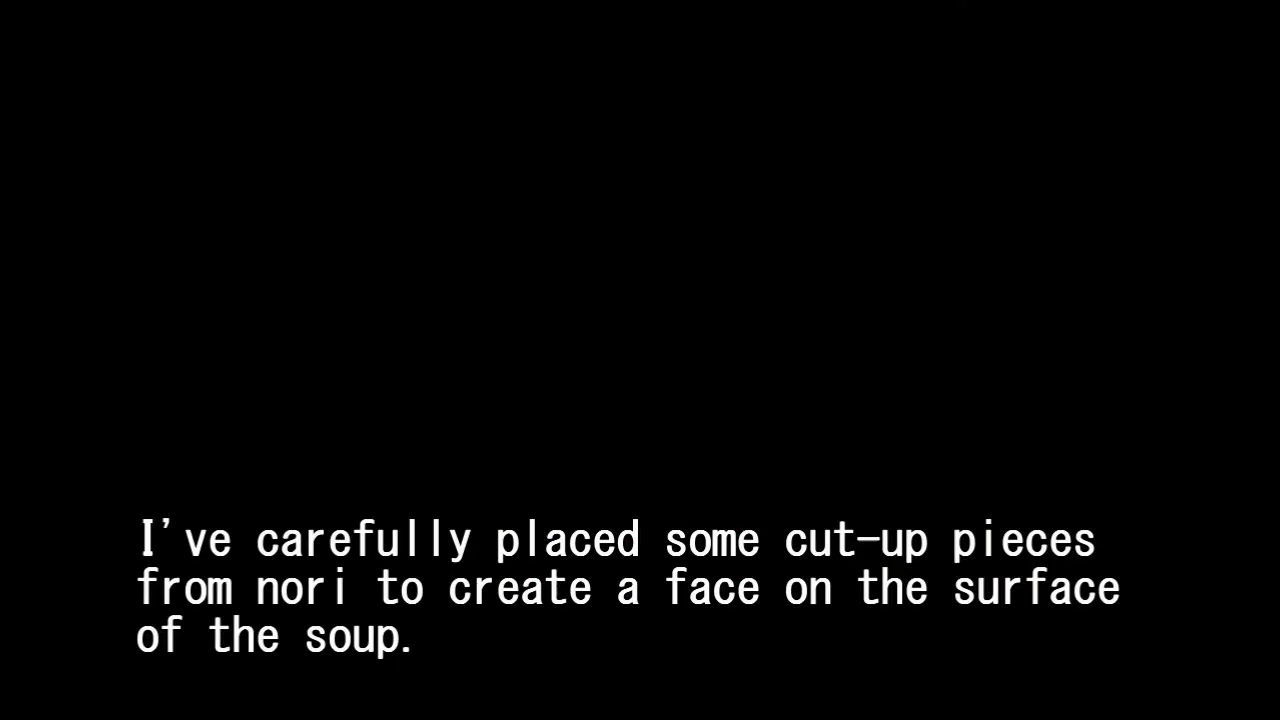 I've carefully placed some cut-up pieces
from nori to create a face on the surface
of the soup.